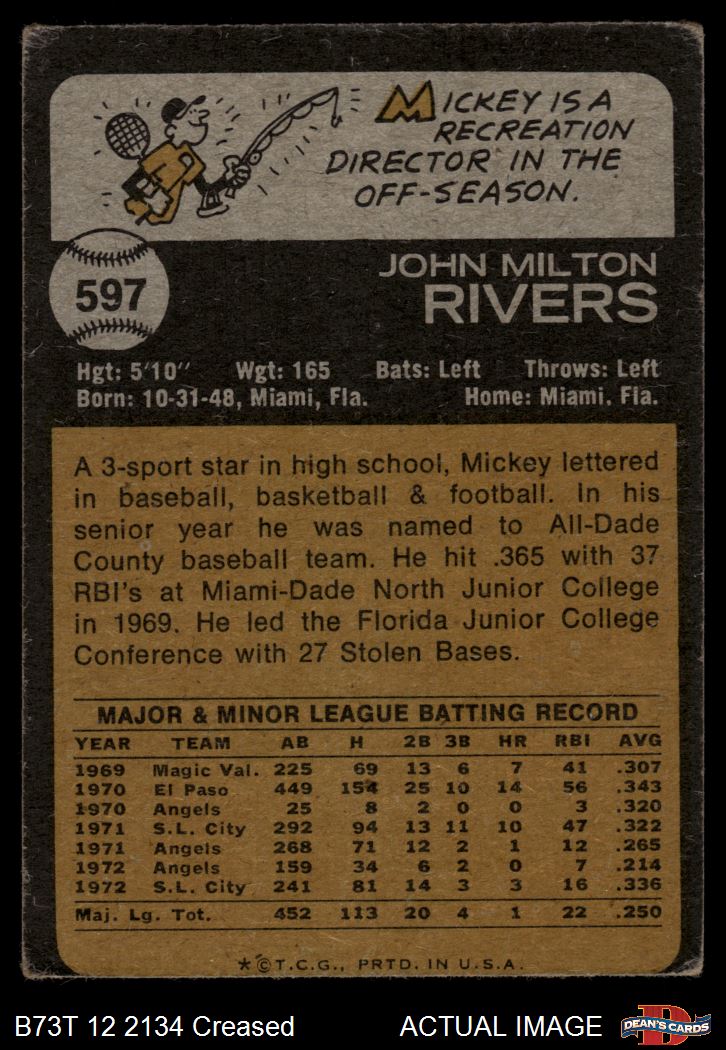 MICKEY IS A
RECREATION
DIRECTOR IN THE
OFF-SEASON.
597
JOHN MILTON
RIVERS
Hgt: 5'10" Wgt: 165 Bats: Left Throws: Left
Born: 10-31-48, Miami, Fla. Home: Miami, Fla.
A 3-sport star in high school, Mickey lettered
in baseball, basketball & football. In his
senior year he was named to All-Dade
County baseball team. He hit .365 with 37
RBI's at Miami-Dade North Junior College
in 1969. He led the Florida Junior College
Conference with 27 Stolen Bases.
MAJOR & MINOR LEAGUE BATTING RECORD
YEAR TEAM AB H 2B 3B HR RBI AVG
1969 Magic Val. 225 69 13 6 7 41 .307
1970 El Paso 449 154 25 10 14 56 .343
1970 Angels 25 8 2 0 0 3 .320
1971 S.L. City 292 94 13 11 10 47 .322
1971 Angels 268 71 12 2 1 12 .265
1972 Angels 159 34 6 2 0 7 .214
1972 S.L. City 241 81 14 3 3 16 .336
Maj. Lg. Tot. 452 113 20 4 1 22 .250
*©T.C.G., PRTD. IN U.S.A.
B73T 12 2134 Creased ACTUAL IMAGE
DEAN'S CARDS